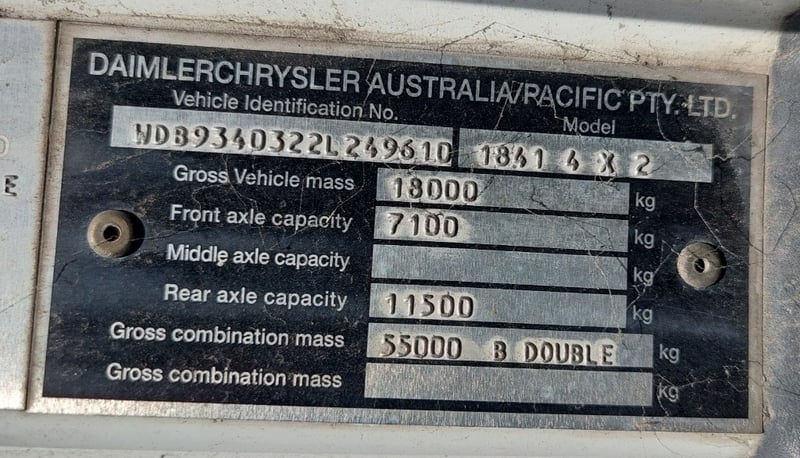 DAIMLERCHRYSLER AUSTRALIA/PACIFIC PTY. LTD.
Vehicle Identification No. Model
WDB9340322L249610 1841 4 X 2
Gross Vehicle mass 18000 kg
Front axle capacity 7100 kg
Middle axle capacity kg
Rear axle capacity 11500 kg
Gross combination mass 55000 B DOUBLE kg
Gross combination mass kg
E